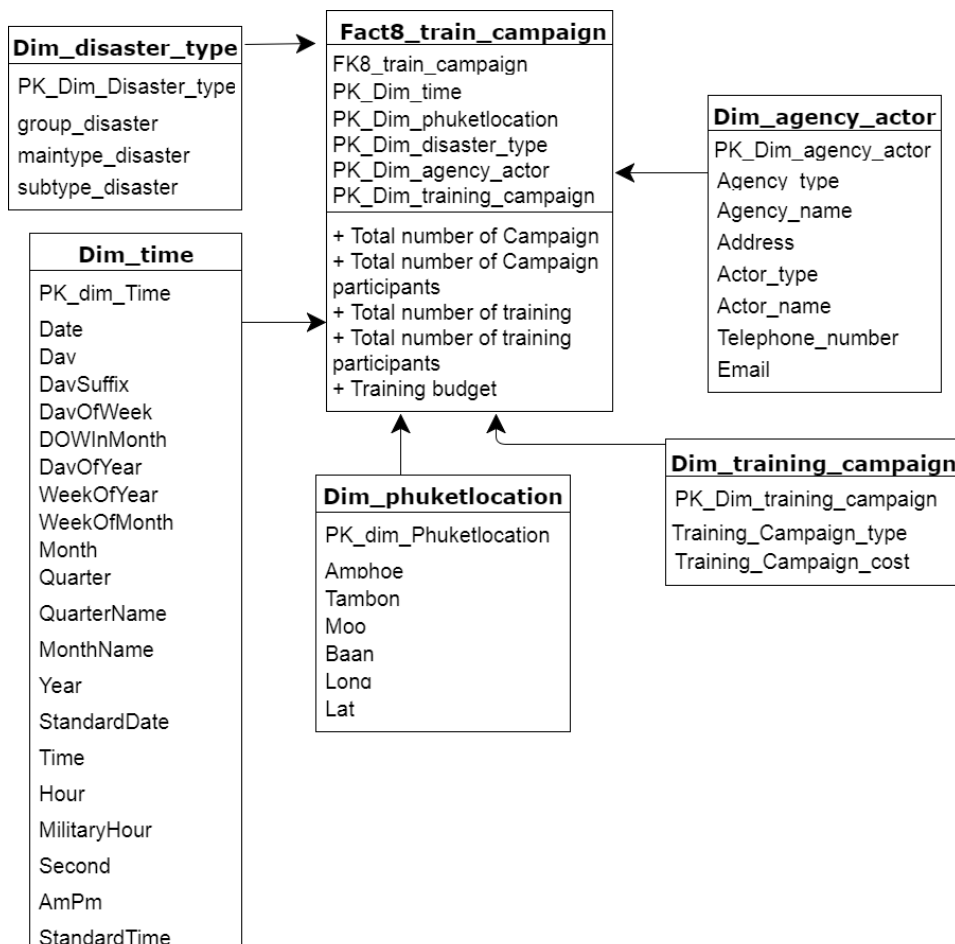 Dim_disaster_type
PK_Dim_Disaster_type
group_disaster
maintype_disaster
subtype_disaster
Fact8_train_campaign
FK8_train_campaign
PK_Dim_time
PK_Dim_phuketlocation
PK_Dim_disaster_type
PK_Dim_agency_actor
PK_Dim_training_campaign
+ Total number of Campaign
+ Total number of Campaign
participants
+ Total number of training
+ Total number of training
participants
+ Training budget
Dim_agency_actor
PK_Dim_agency_actor
Agency_type
Agency_name
Address
Actor_type
Actor_name
Telephone_number
Email
Dim_time
PK_dim_Time
Date
Day
DaySuffix
DayOfWeek
DOWInMonth
DayOfYear
WeekOfYear
WeekOfMonth
Month
Quarter
QuarterName
MonthName
Year
StandardDate
Time
Hour
MilitaryHour
Second
AmPm
StandardTime
Dim_phuketlocation
PK_dim_Phuketlocation
Amphoe
Tambon
Moo
Baan
Long
Lat
Dim_training_campaign
PK_Dim_training_campaign
Training_Campaign_type
Training_Campaign_cost